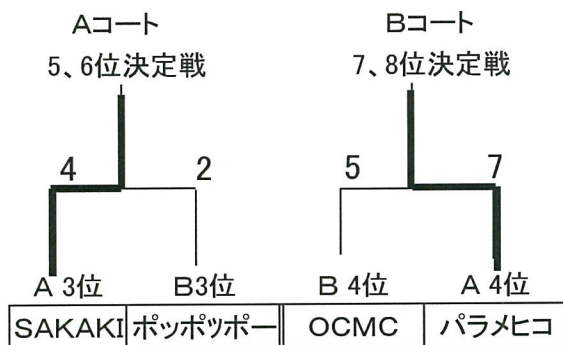 Aコート Bコート
5、6位決定戦 7、8位決定戦
4 2 5 7
A 3位 B3位 B 4位 A 4位
SAKAKI ポッポツポー OCMC パラメヒコ